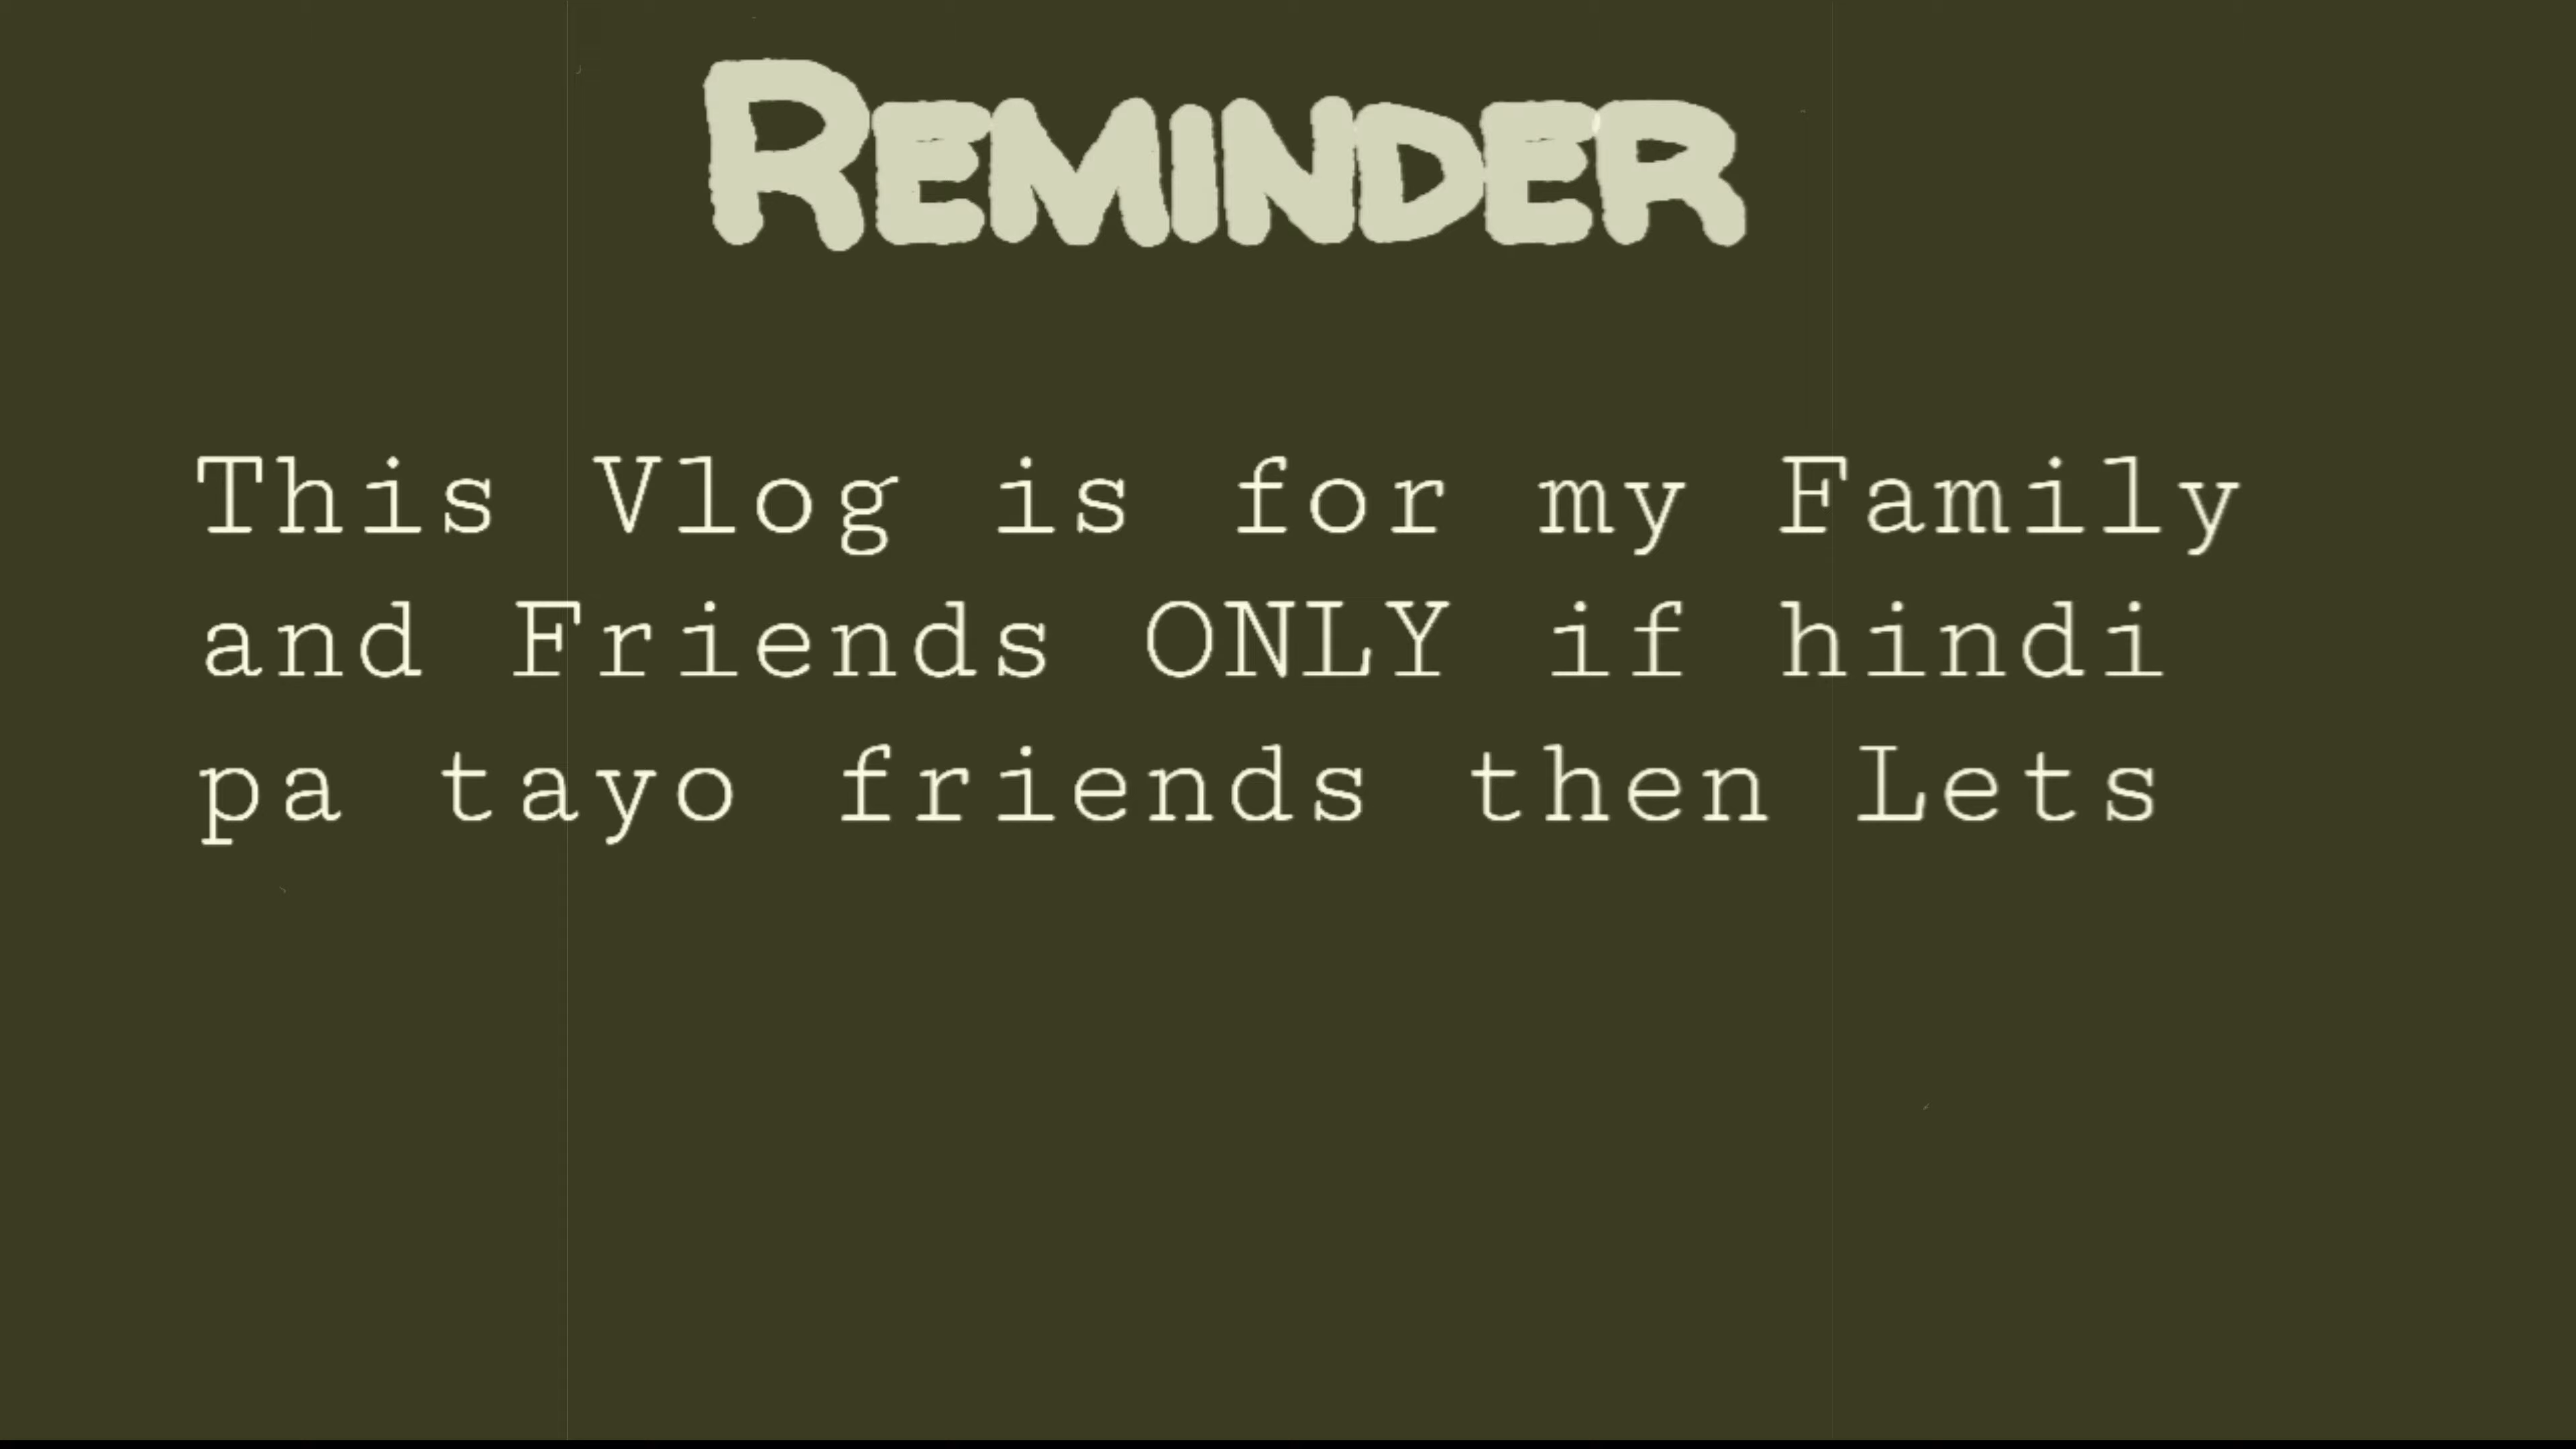 REMINDER
This Vlog is for my Family
and Friends ONLY if hindi
pa tayo friends then Lets